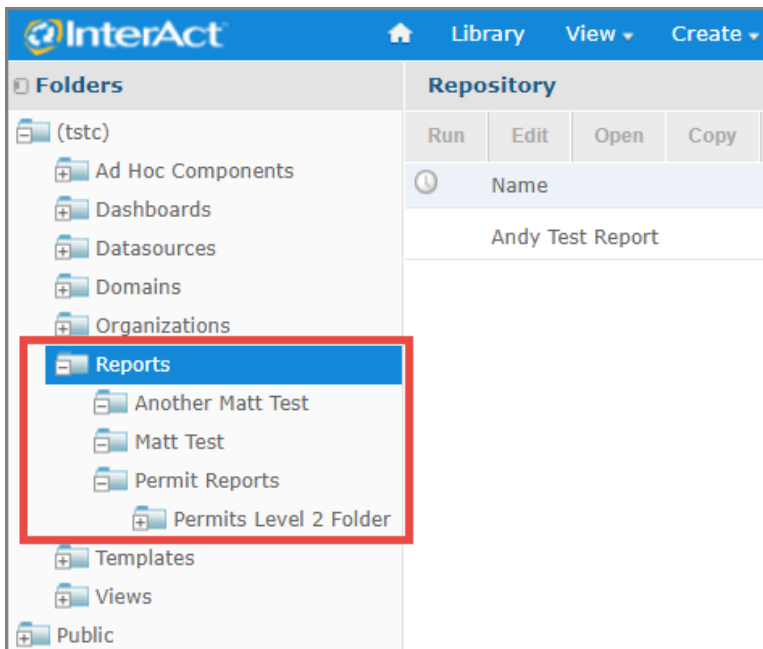 InterAct Library View Create
Folders
(tstc)
Ad Hoc Components
Dashboards
Datasources
Domains
Organizations
Reports
Another Matt Test
Matt Test
Permit Reports
Permits Level 2 Folder
Templates
Views
Public
Repository
Run Edit Open Copy
Name
Andy Test Report